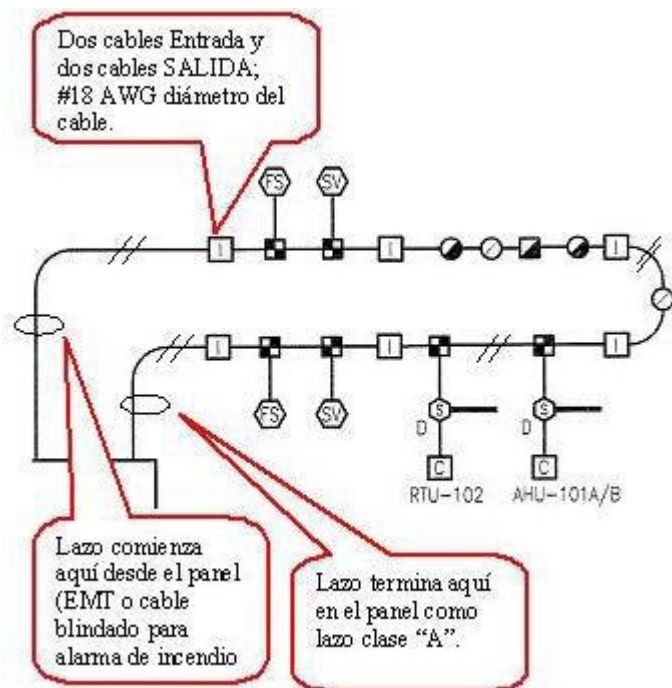 Dos cables Entrada y
dos cables SALIDA;
#18 AWG diámetro del
cable.
FS
SV
I
I
I
I
I
I
FS
SV
S
S
D
D
C
C
RTU-102
AHU-101A/B
Lazo comienza
aquí desde el panel
(EMT o cable
blindado para
alarma de incendio
Lazo termina aquí
en el panel como
lazo clase “A”.